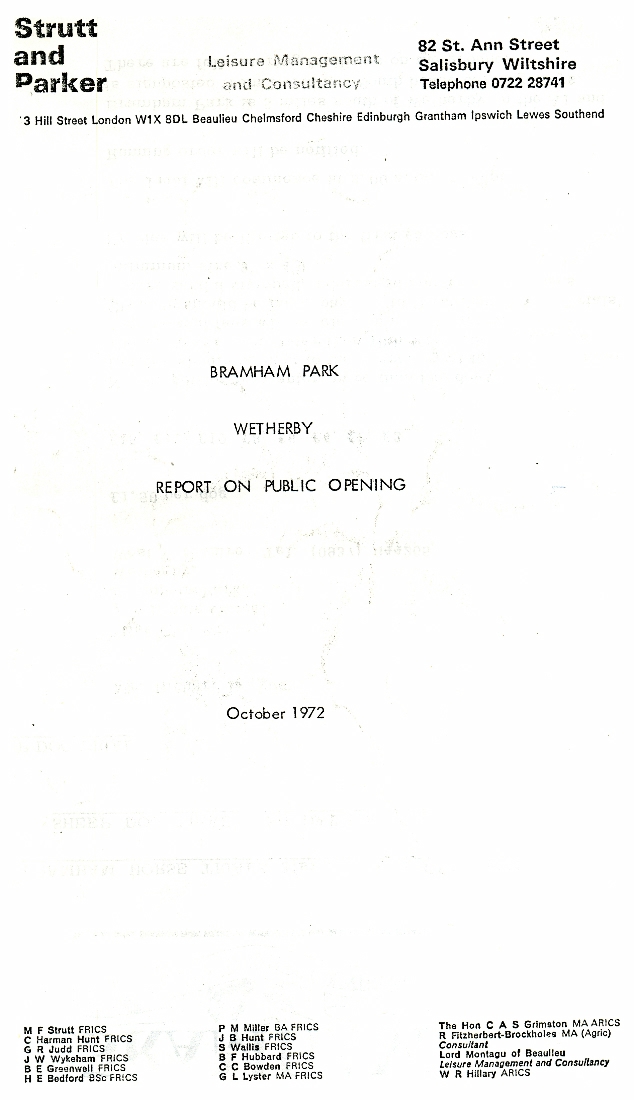 Strutt
and
Parker
Leisure Management
and Consultancy
82 St. Ann Street
Salisbury Wiltshire
Telephone 0722 28741
'3 Hill Street London W1X 8DL Beaulieu Chelmsford Cheshire Edinburgh Grantham Ipswich Lewes Southend
BRAMHAM PARK
WETHERBY
REPORT ON PUBLIC OPENING
October 1972
M F Strutt FRICS
C Harman Hunt FRICS
G R Judd FRICS
J W Wykeham FRICS
B E Greenwell FRICS
H E Bedford BSc FRICS
P M Miller BA FRICS
J B Hunt FRICS
S Wallis FRICS
B F Hubbard FRICS
C C Bowden FRICS
G L Lyster MA FRICS
The Hon C A S Grimston MA ARICS
R Fitzherbert-Brockholes MA (Agric)
Consultant
Lord Montagu of Beaulieu
Leisure Management and Consultancy
W R Hillary ARICS